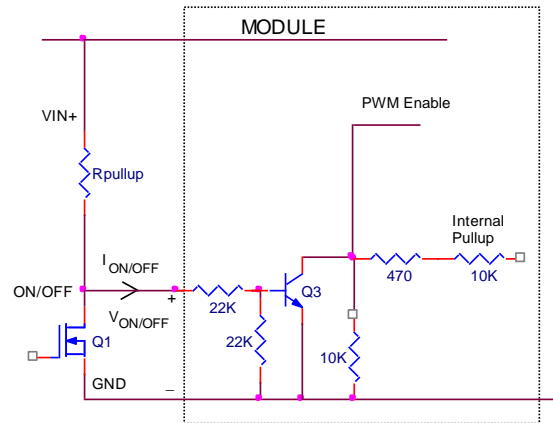 MODULE
PWM Enable
VIN+
Rpullup
Internal
Pullup
I ON/OFF
470
10K
ON/OFF
+
22K
Q3
V ON/OFF
Q1
22K
10K
GND
_